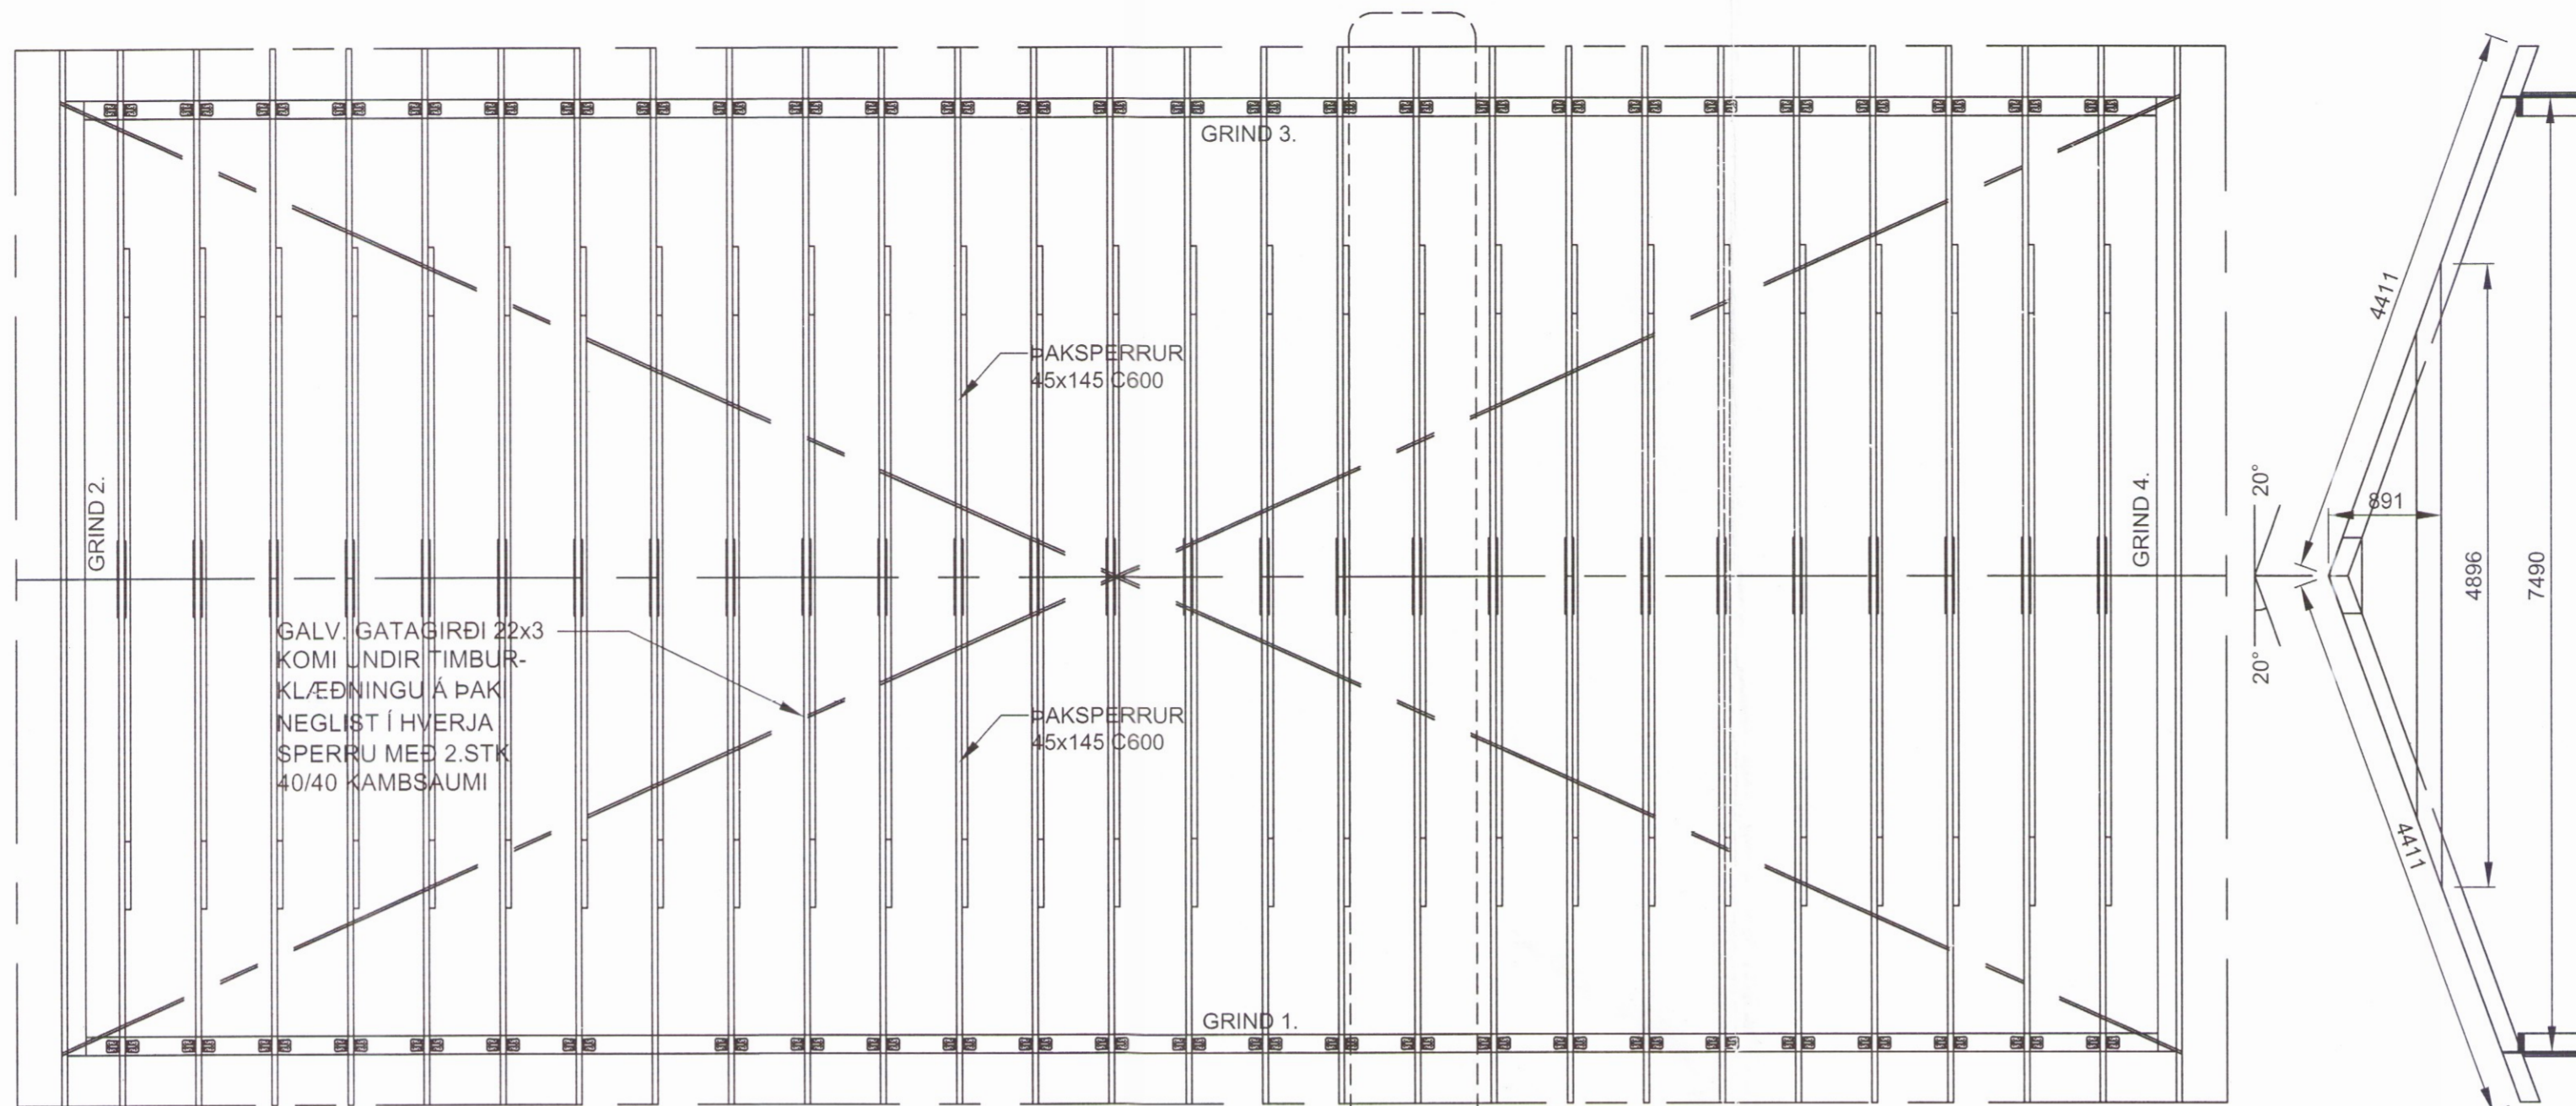 GRIND 3.
GRIND 2.
ÞAKSPERRUR
45x145 C600
GALV. GATAGIRÐI 22x3
KOMI UNDIR TIMBUR-
KLÆÐNINGU Á ÞAKI
NEGLIST Í HVERJA
SPERRU MEÐ 2.STK
40/40 KAMBSAUMI
ÞAKSPERRUR
45x145 C600
GRIND 1.
GRIND 4.
20°
20°
4411
891
4896
7490
4411